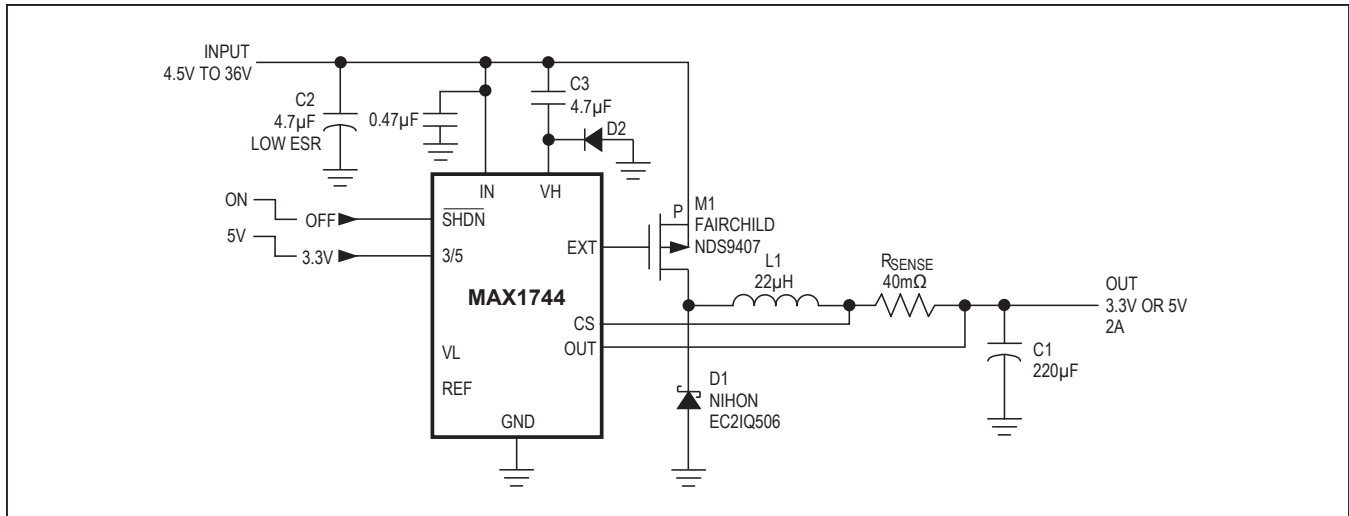 INPUT
4.5V TO 36V
C2
4.7µF
LOW ESR
0.47µF
C3
4.7µF
D2
IN
VH
ON
OFF
SHDN
5V
3.3V
3/5
EXT
P
M1
FAIRCHILD
NDS9407
MAX1744
L1
22µH
RSENSE
40mΩ
OUT
3.3V OR 5V
2A
CS
OUT
VL
REF
GND
D1
NIHON
EC2IQ506
C1
220µF